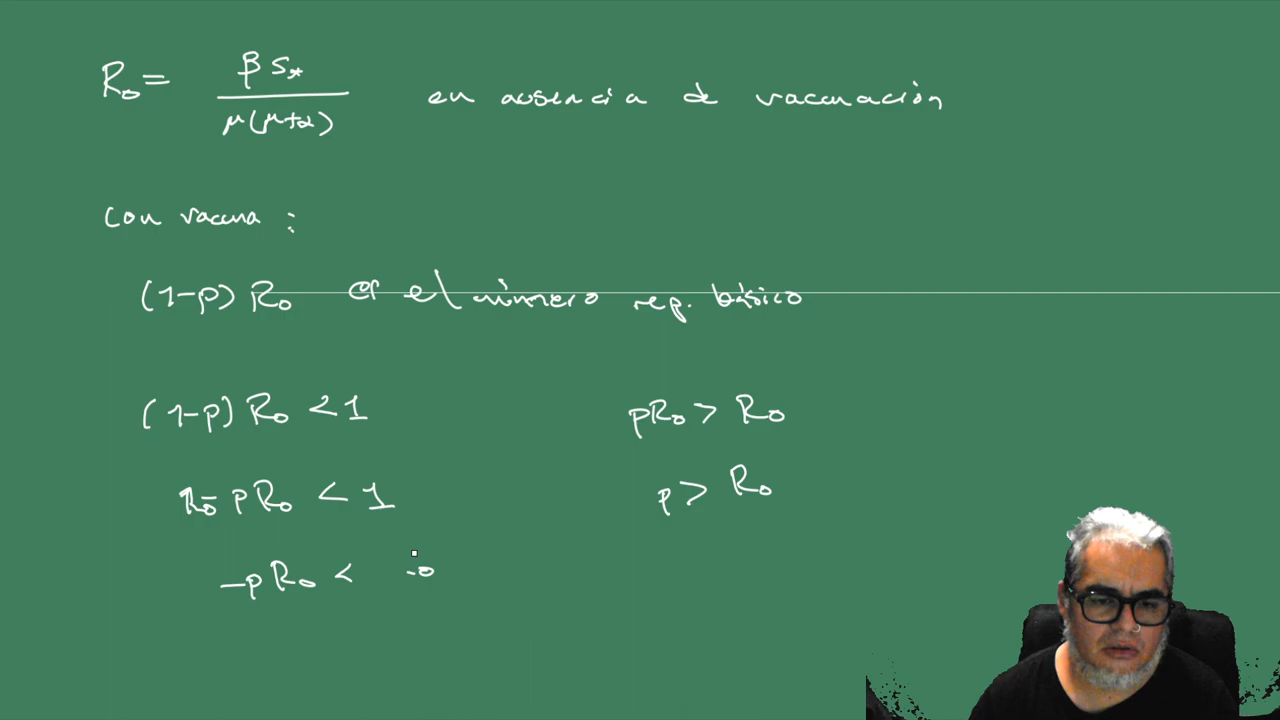 R₀ = β S* / μ(μ+α) en ausencia de vacunación
Con vacuna :
(1-p) R₀ es el número rep. básico
(1-p) R₀ < 1
R₀ - pR₀ < 1
-pR₀ <
pR₀ > R₀
p > R₀